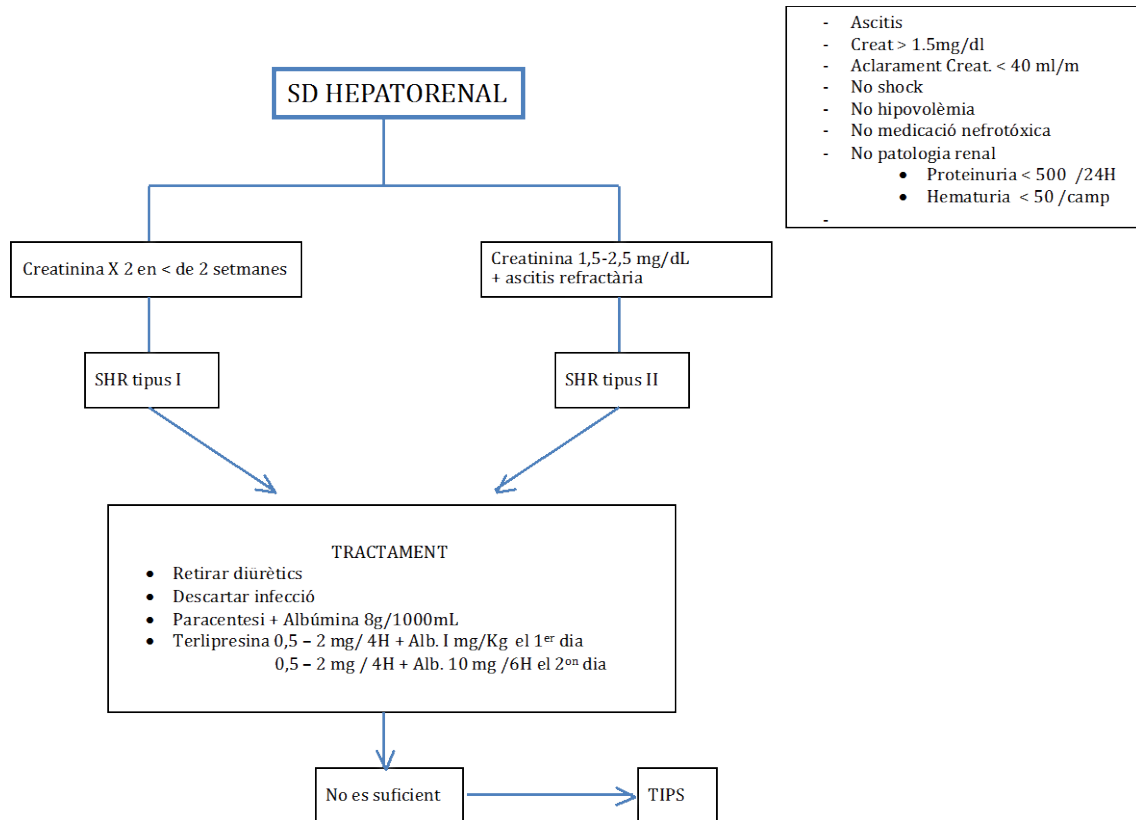 SD HEPATORENAL
- Ascitis
- Creat > 1.5mg/dl
- Aclarament Creat. < 40 ml/m
- No shock
- No hipovolèmia
- No medicació nefrotóxica
- No patologia renal
• Proteinuria < 500 /24H
• Hematuria < 50 /camp
-
Creatinina X 2 en < de 2 setmanes
Creatinina 1,5-2,5 mg/dL
+ ascitis refractària
SHR tipus I
SHR tipus II
TRACTAMENT
• Retirar diürètics
• Descartar infecció
• Paracentesi + Albúmina 8g/1000mL
• Terlipresina 0,5 – 2 mg/ 4H + Alb. I mg/Kg el 1er dia
0,5 – 2 mg / 4H + Alb. 10 mg /6H el 2on dia
No es suficient
TIPS